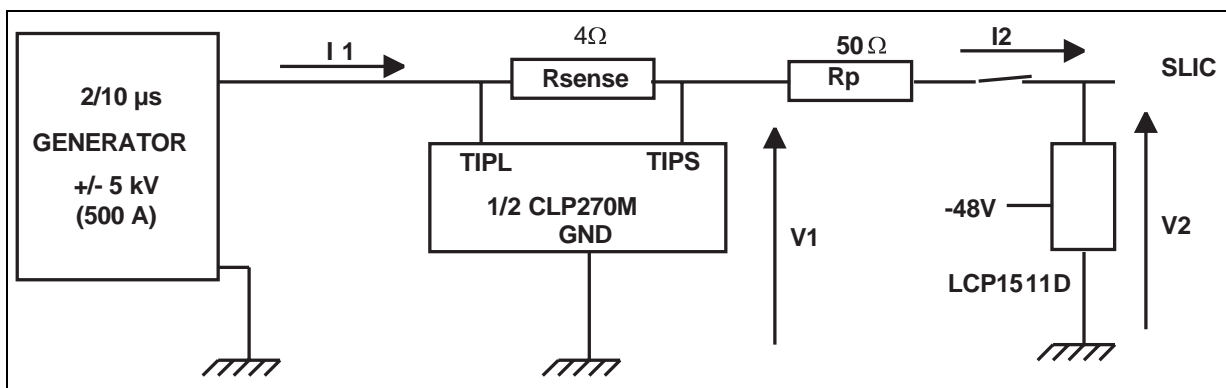 I 1
4Ω
Rsense
50 Ω
Rp
I2
SLIC
2/10 µs
GENERATOR
+/- 5 kV
(500 A)
TIPL
TIPS
1/2 CLP270M
GND
V1
-48V
V2
LCP1511D